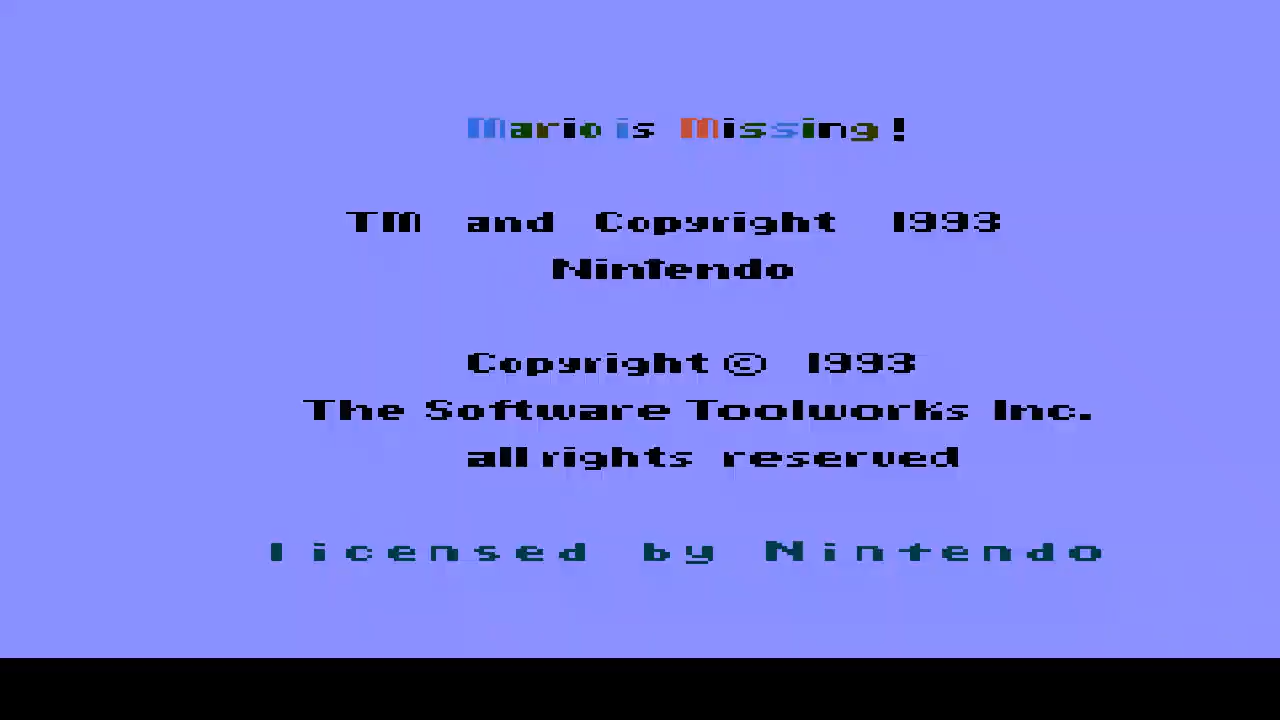 Mario is Missing!
TM and Copyright 1993
Nintendo
Copyright © 1993
The Software Toolworks Inc.
all rights reserved
licensed by Nintendo